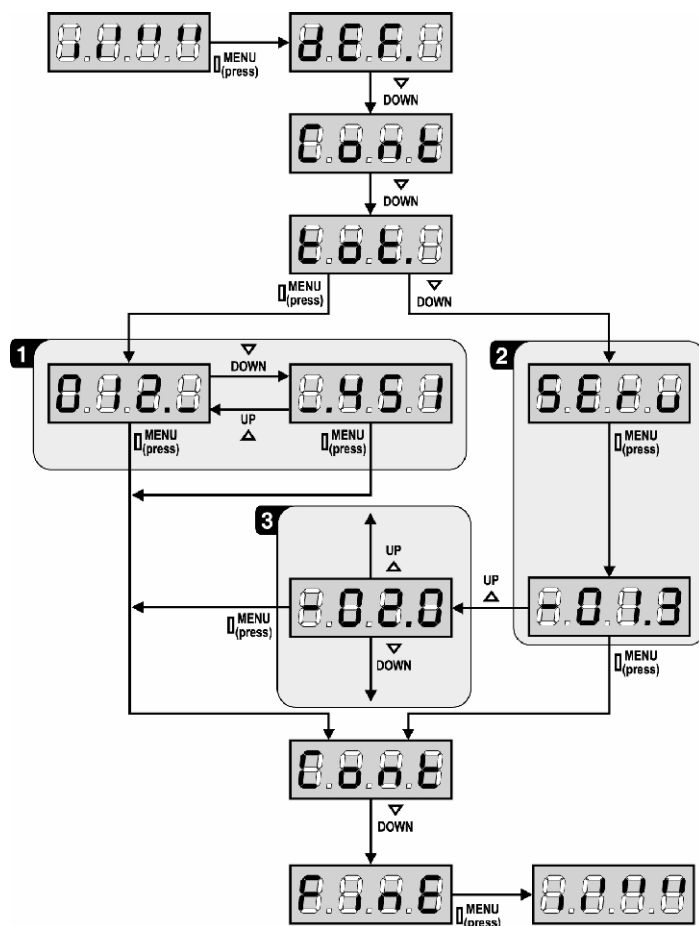 MENU
(press)
dEF.
DOWN
Cont
DOWN
tot.
MENU
(press)
DOWN
1
012._
DOWN
UP
_.451
MENU
(press)
MENU
(press)
2
SErv
MENU
(press)
3
UP
-02.0
MENU
(press)
DOWN
UP
-01.3
MENU
(press)
Cont
DOWN
FinE
MENU
(press)